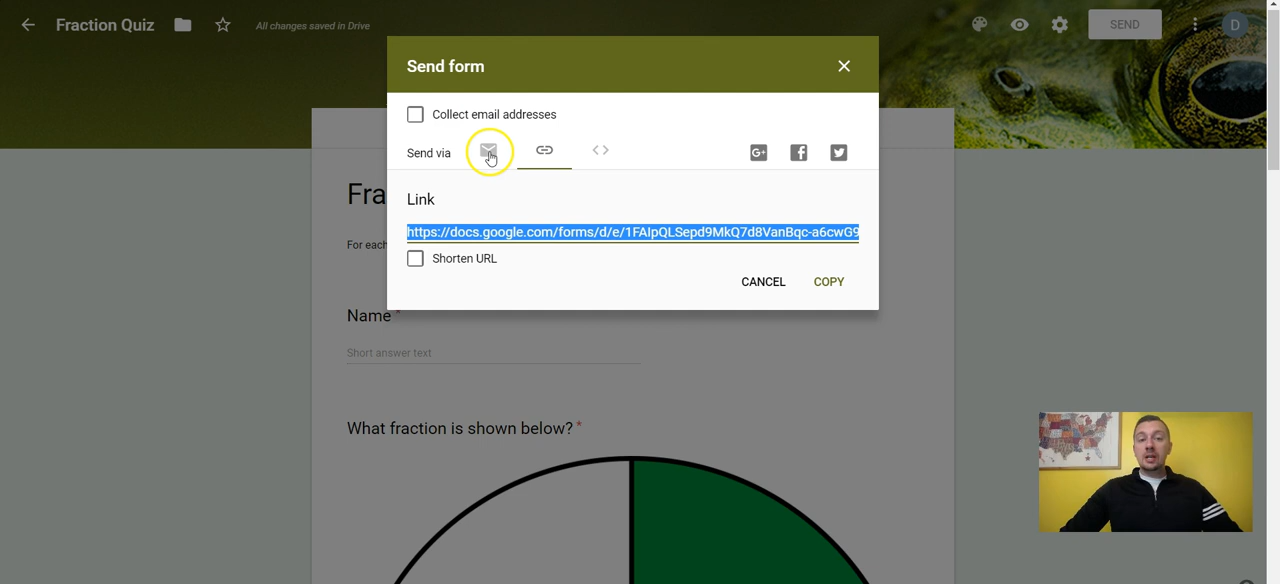 Fraction Quiz All changes saved in Drive SEND D
Send form
Collect email addresses
Send via
G+
Fra
Link
For each
https://docs.google.com/forms/d/e/1FAIpQLSepd9MkQ7d8VanBqc-a6cwG9
Shorten URL
CANCEL COPY
Name *
Short answer text
What fraction is shown below? *